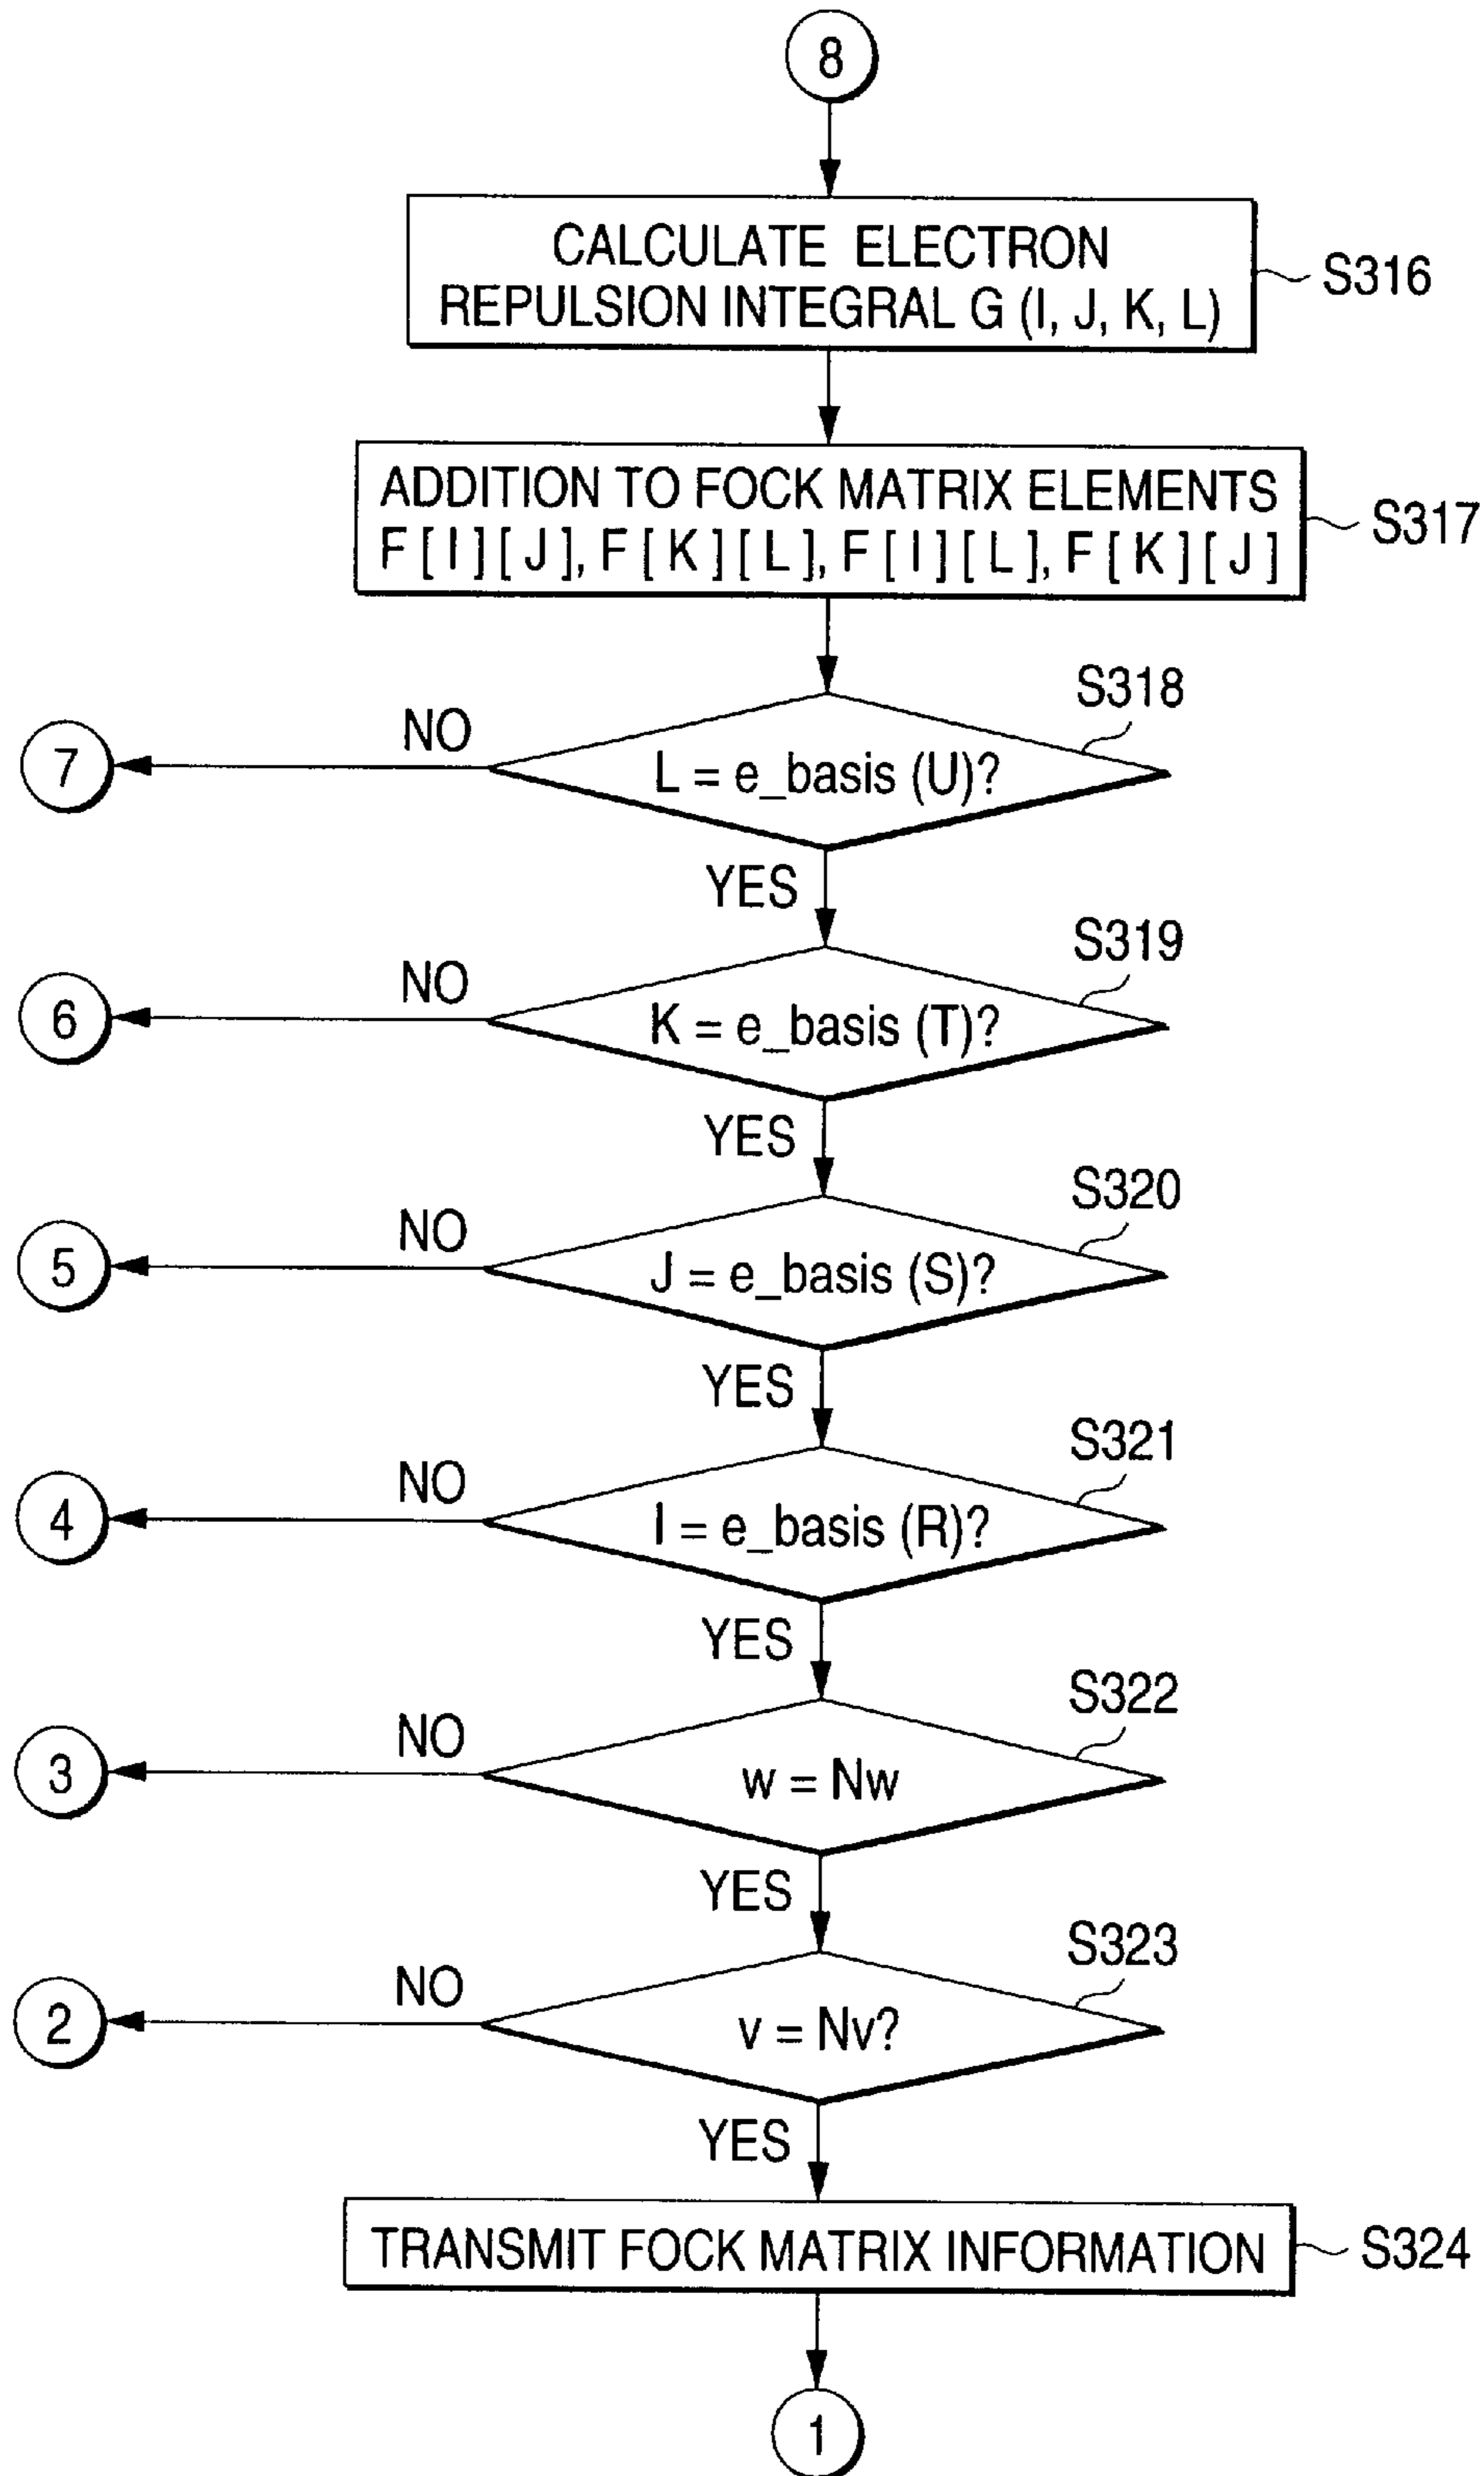 8
CALCULATE ELECTRON
REPULSION INTEGRAL G (I, J, K, L)
S316
ADDITION TO FOCK MATRIX ELEMENTS
F [ I ] [ J ], F [ K ] [ L ], F [ I ] [ L ], F [ K ] [ J ]
S317
S318
NO
7
L = e_basis (U)?
YES
S319
NO
6
K = e_basis (T)?
YES
S320
NO
5
J = e_basis (S)?
YES
S321
NO
4
I = e_basis (R)?
YES
S322
NO
3
w = Nw
YES
S323
NO
2
v = Nv?
YES
TRANSMIT FOCK MATRIX INFORMATION
S324
1